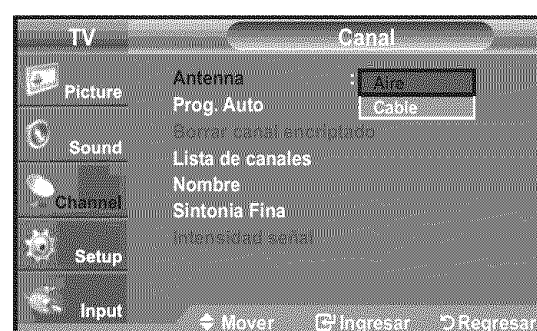 TV
Canal
Picture
Sound
Channel
Setup
Input
Antenna :
Aire
Cable
Prog. Auto
Borrar canal encriptado
Lista de canales
Nombre
Sintonia Fina
Intensidad señal
Mover
Ingresar
Regresar